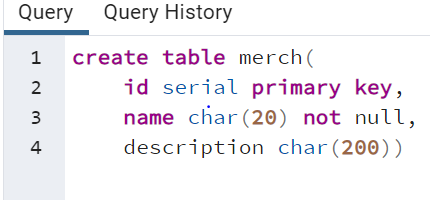 Query Query History
1 create table merch(
2 id serial primary key,
3 name char(20) not null,
4 description char(200))